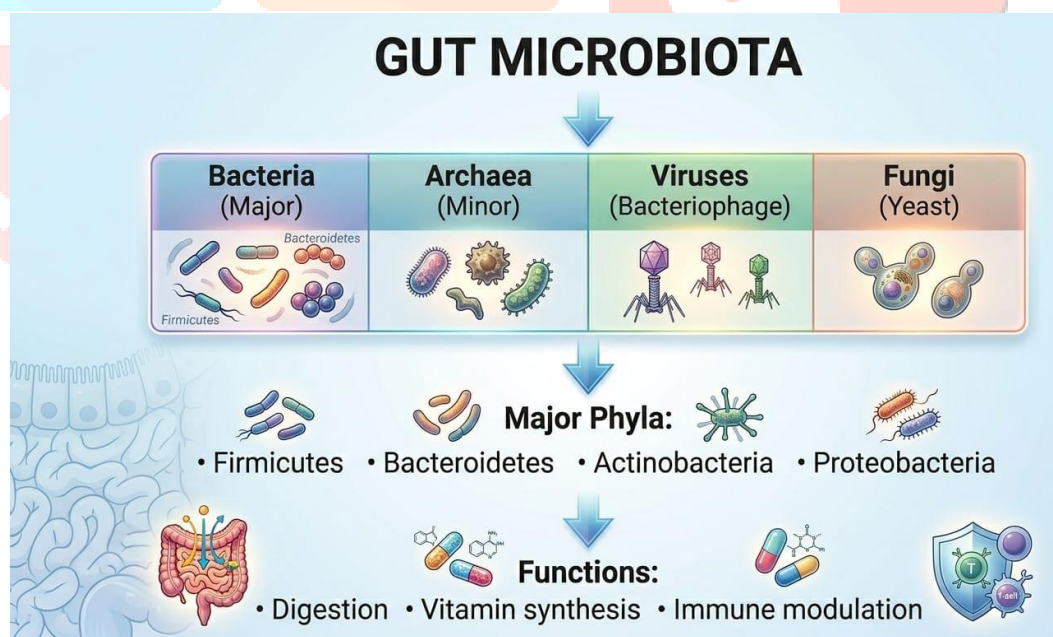 GUT MICROBIOTA
Bacteria
(Major)
Archaea
(Minor)
Viruses
(Bacteriophage)
Fungi
(Yeast)
Bacteroidetes
Firmicutes
Major Phyla:
• Firmicutes • Bacteroidetes • Actinobacteria • Proteobacteria
Functions:
• Digestion • Vitamin synthesis • Immune modulation
T